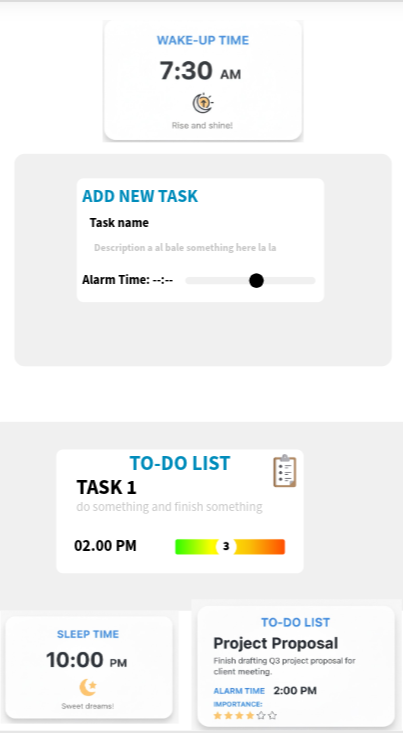 WAKE-UP TIME
7:30 AM
Rise and shine!
ADD NEW TASK
Task name
Description a al bale something here la la
Alarm Time: --:--
TO-DO LIST
TASK 1
do something and finish something
02.00 PM
3
SLEEP TIME
10:00 PM
Sweet dreams!
TO-DO LIST
Project Proposal
Finish drafting Q3 project proposal for
client meeting.
ALARM TIME 2:00 PM
IMPORTANCE: